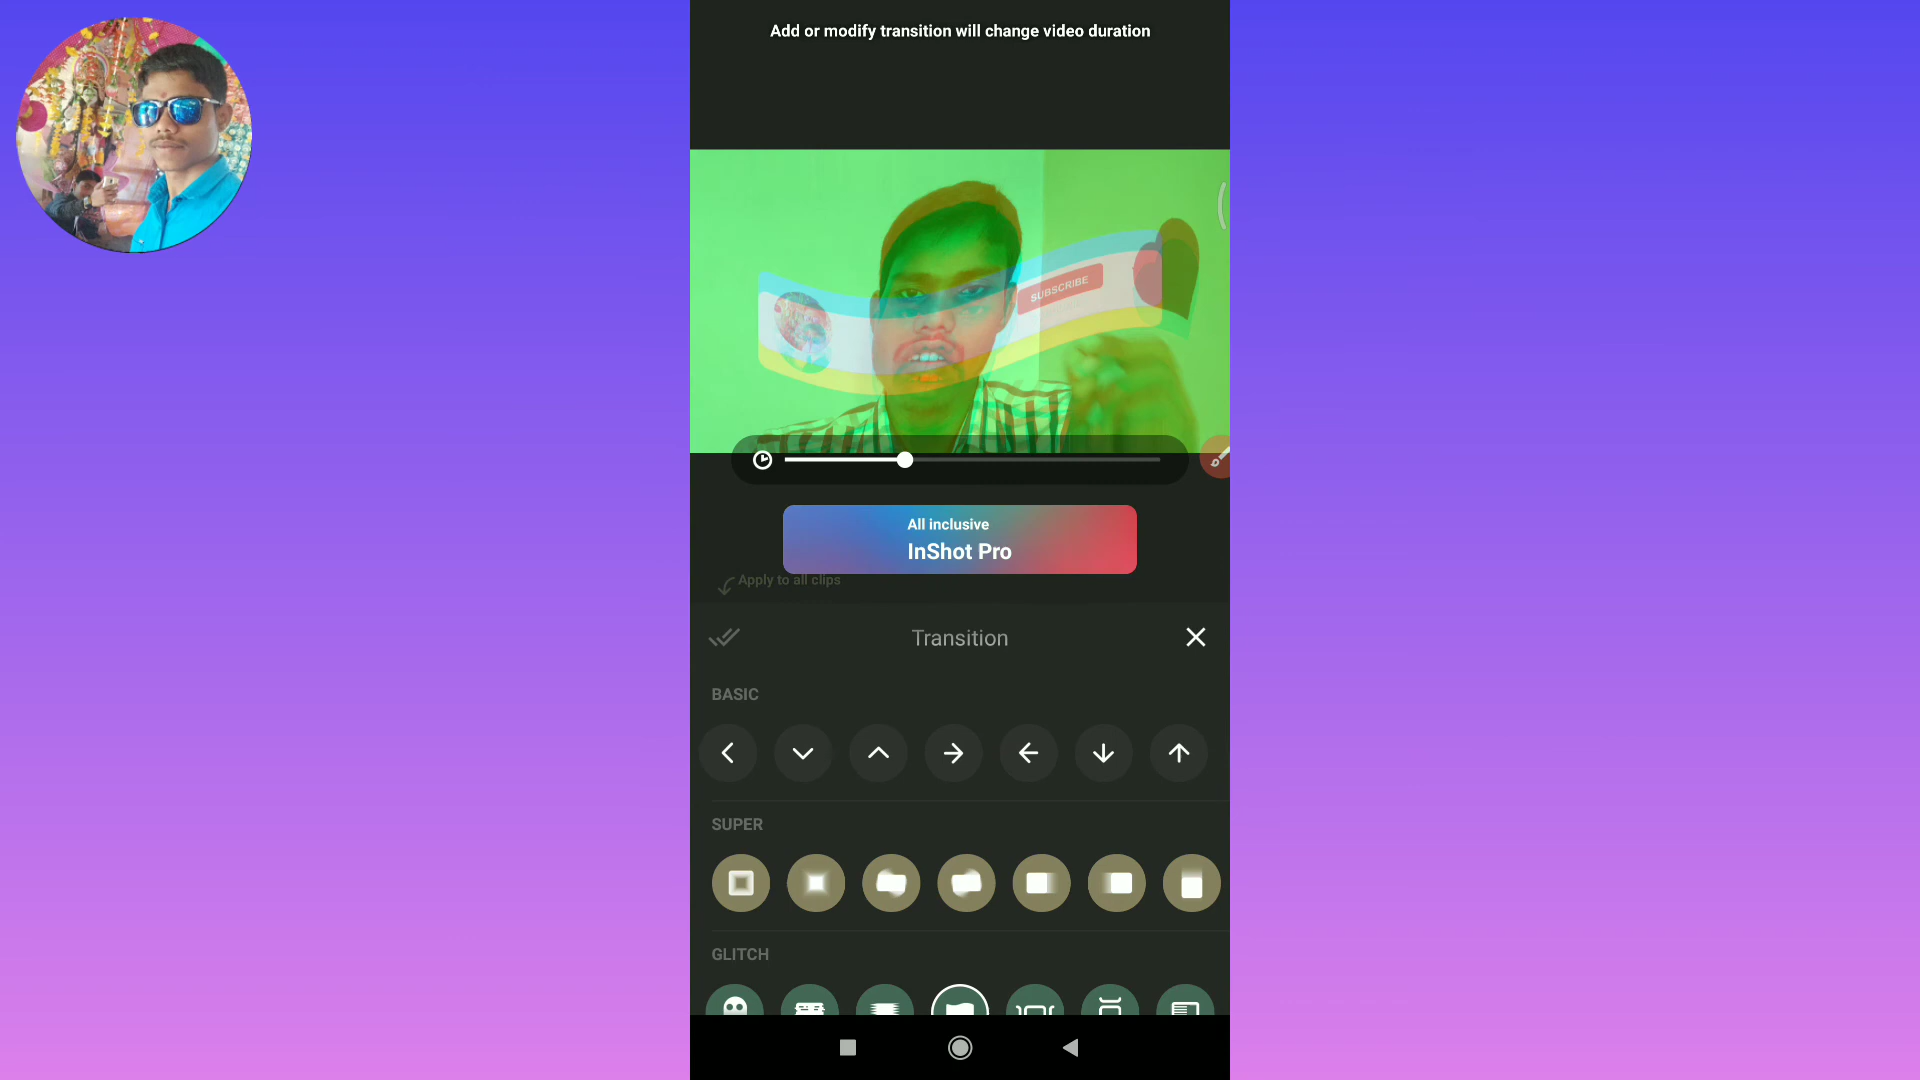 Add or modify transition will change video duration
SUBSCRIBE
All inclusive
InShot Pro
Apply to all clips
Transition
BASIC
SUPER
GLITCH